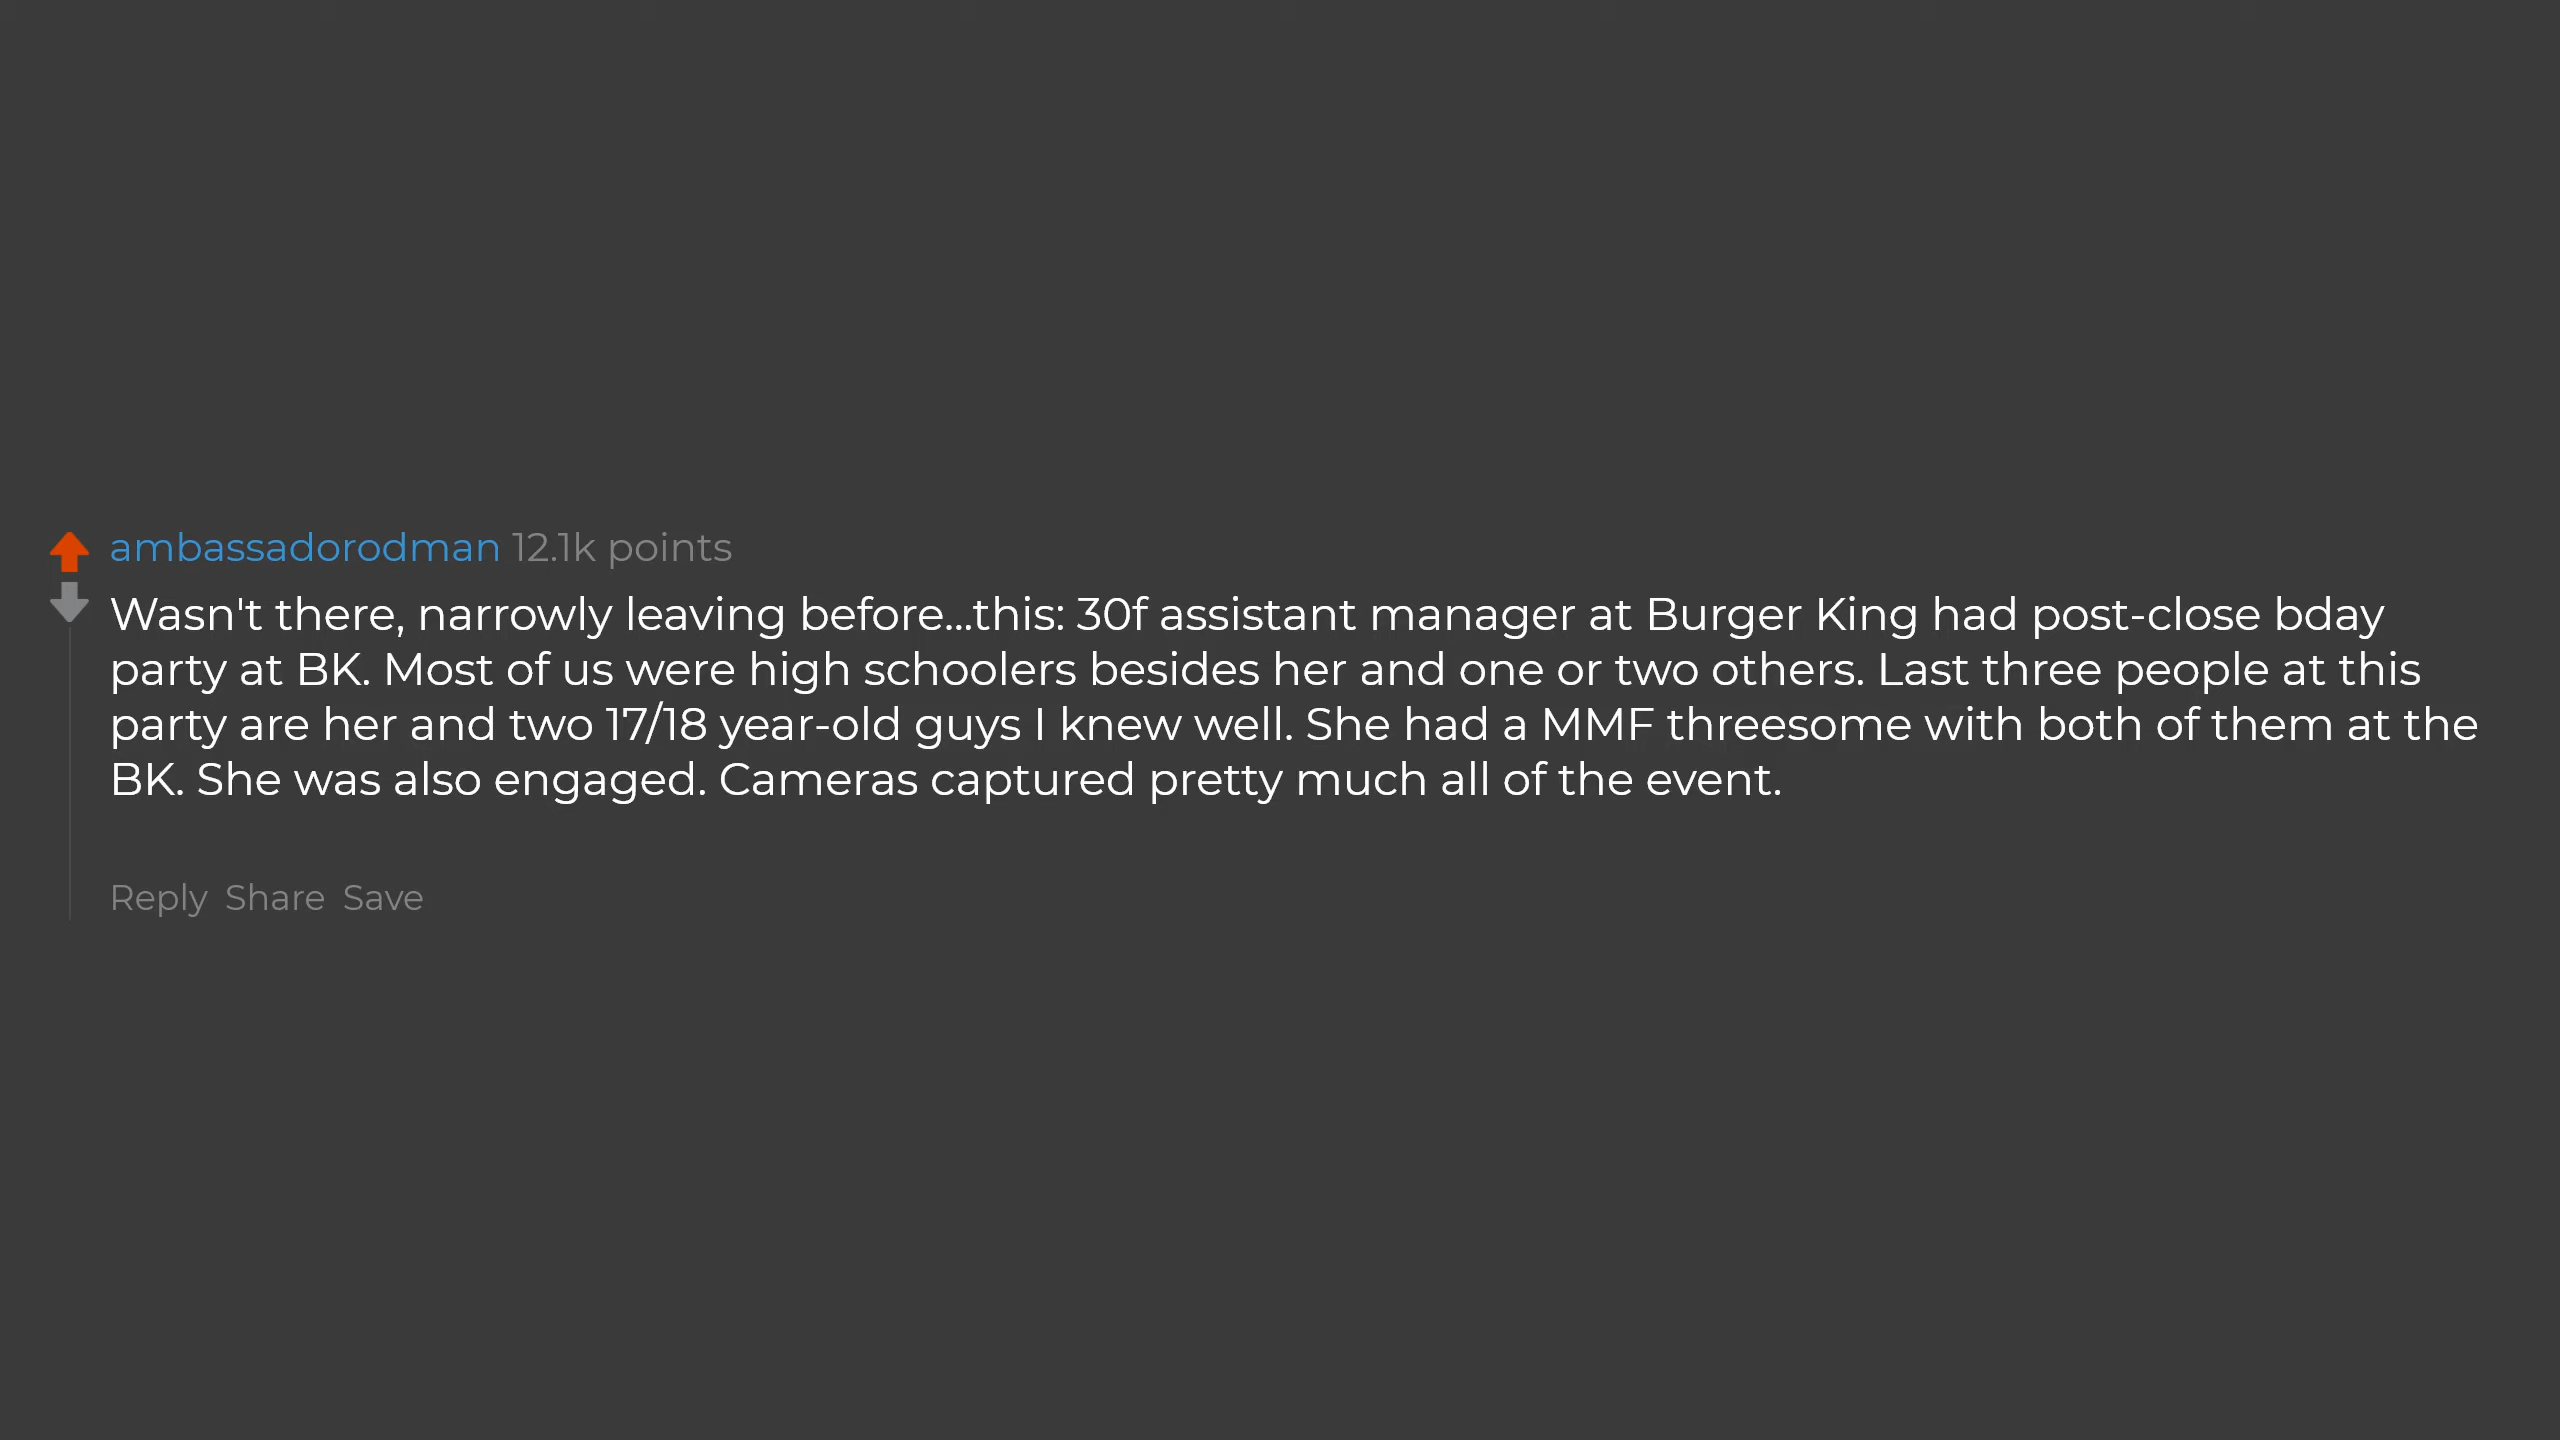 ambassadorodman 12.1k points
Wasn't there, narrowly leaving before...this: 30f assistant manager at Burger King had post-close bday
party at BK. Most of us were high schoolers besides her and one or two others. Last three people at this
party are her and two 17/18 year-old guys I knew well. She had a MMF threesome with both of them at the
BK. She was also engaged. Cameras captured pretty much all of the event.
Reply Share Save